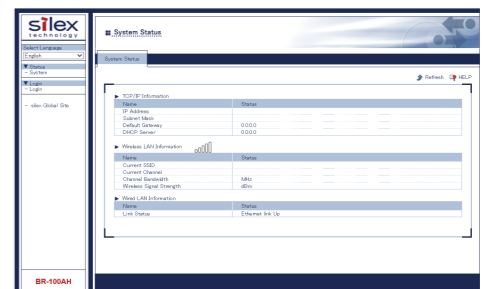 silex
technology
Select Language
English
▼ Status
- System
▼ Login
- Login
- silex Global Site
BR-100AH
System Status
System Status
Refresh HELP
▶ TCP/IP Information
Name Status
IP Address
Subnet Mask
Default Gateway 0.0.0.0
DHCP Server 0.0.0.0
▶ Wireless LAN Information
Name Status
Current SSID
Current Channel
Channel Bandwidth MHz
Wireless Signal Strength dBm
▶ Wired LAN Information
Name Status
Link Status Ethernet link Up